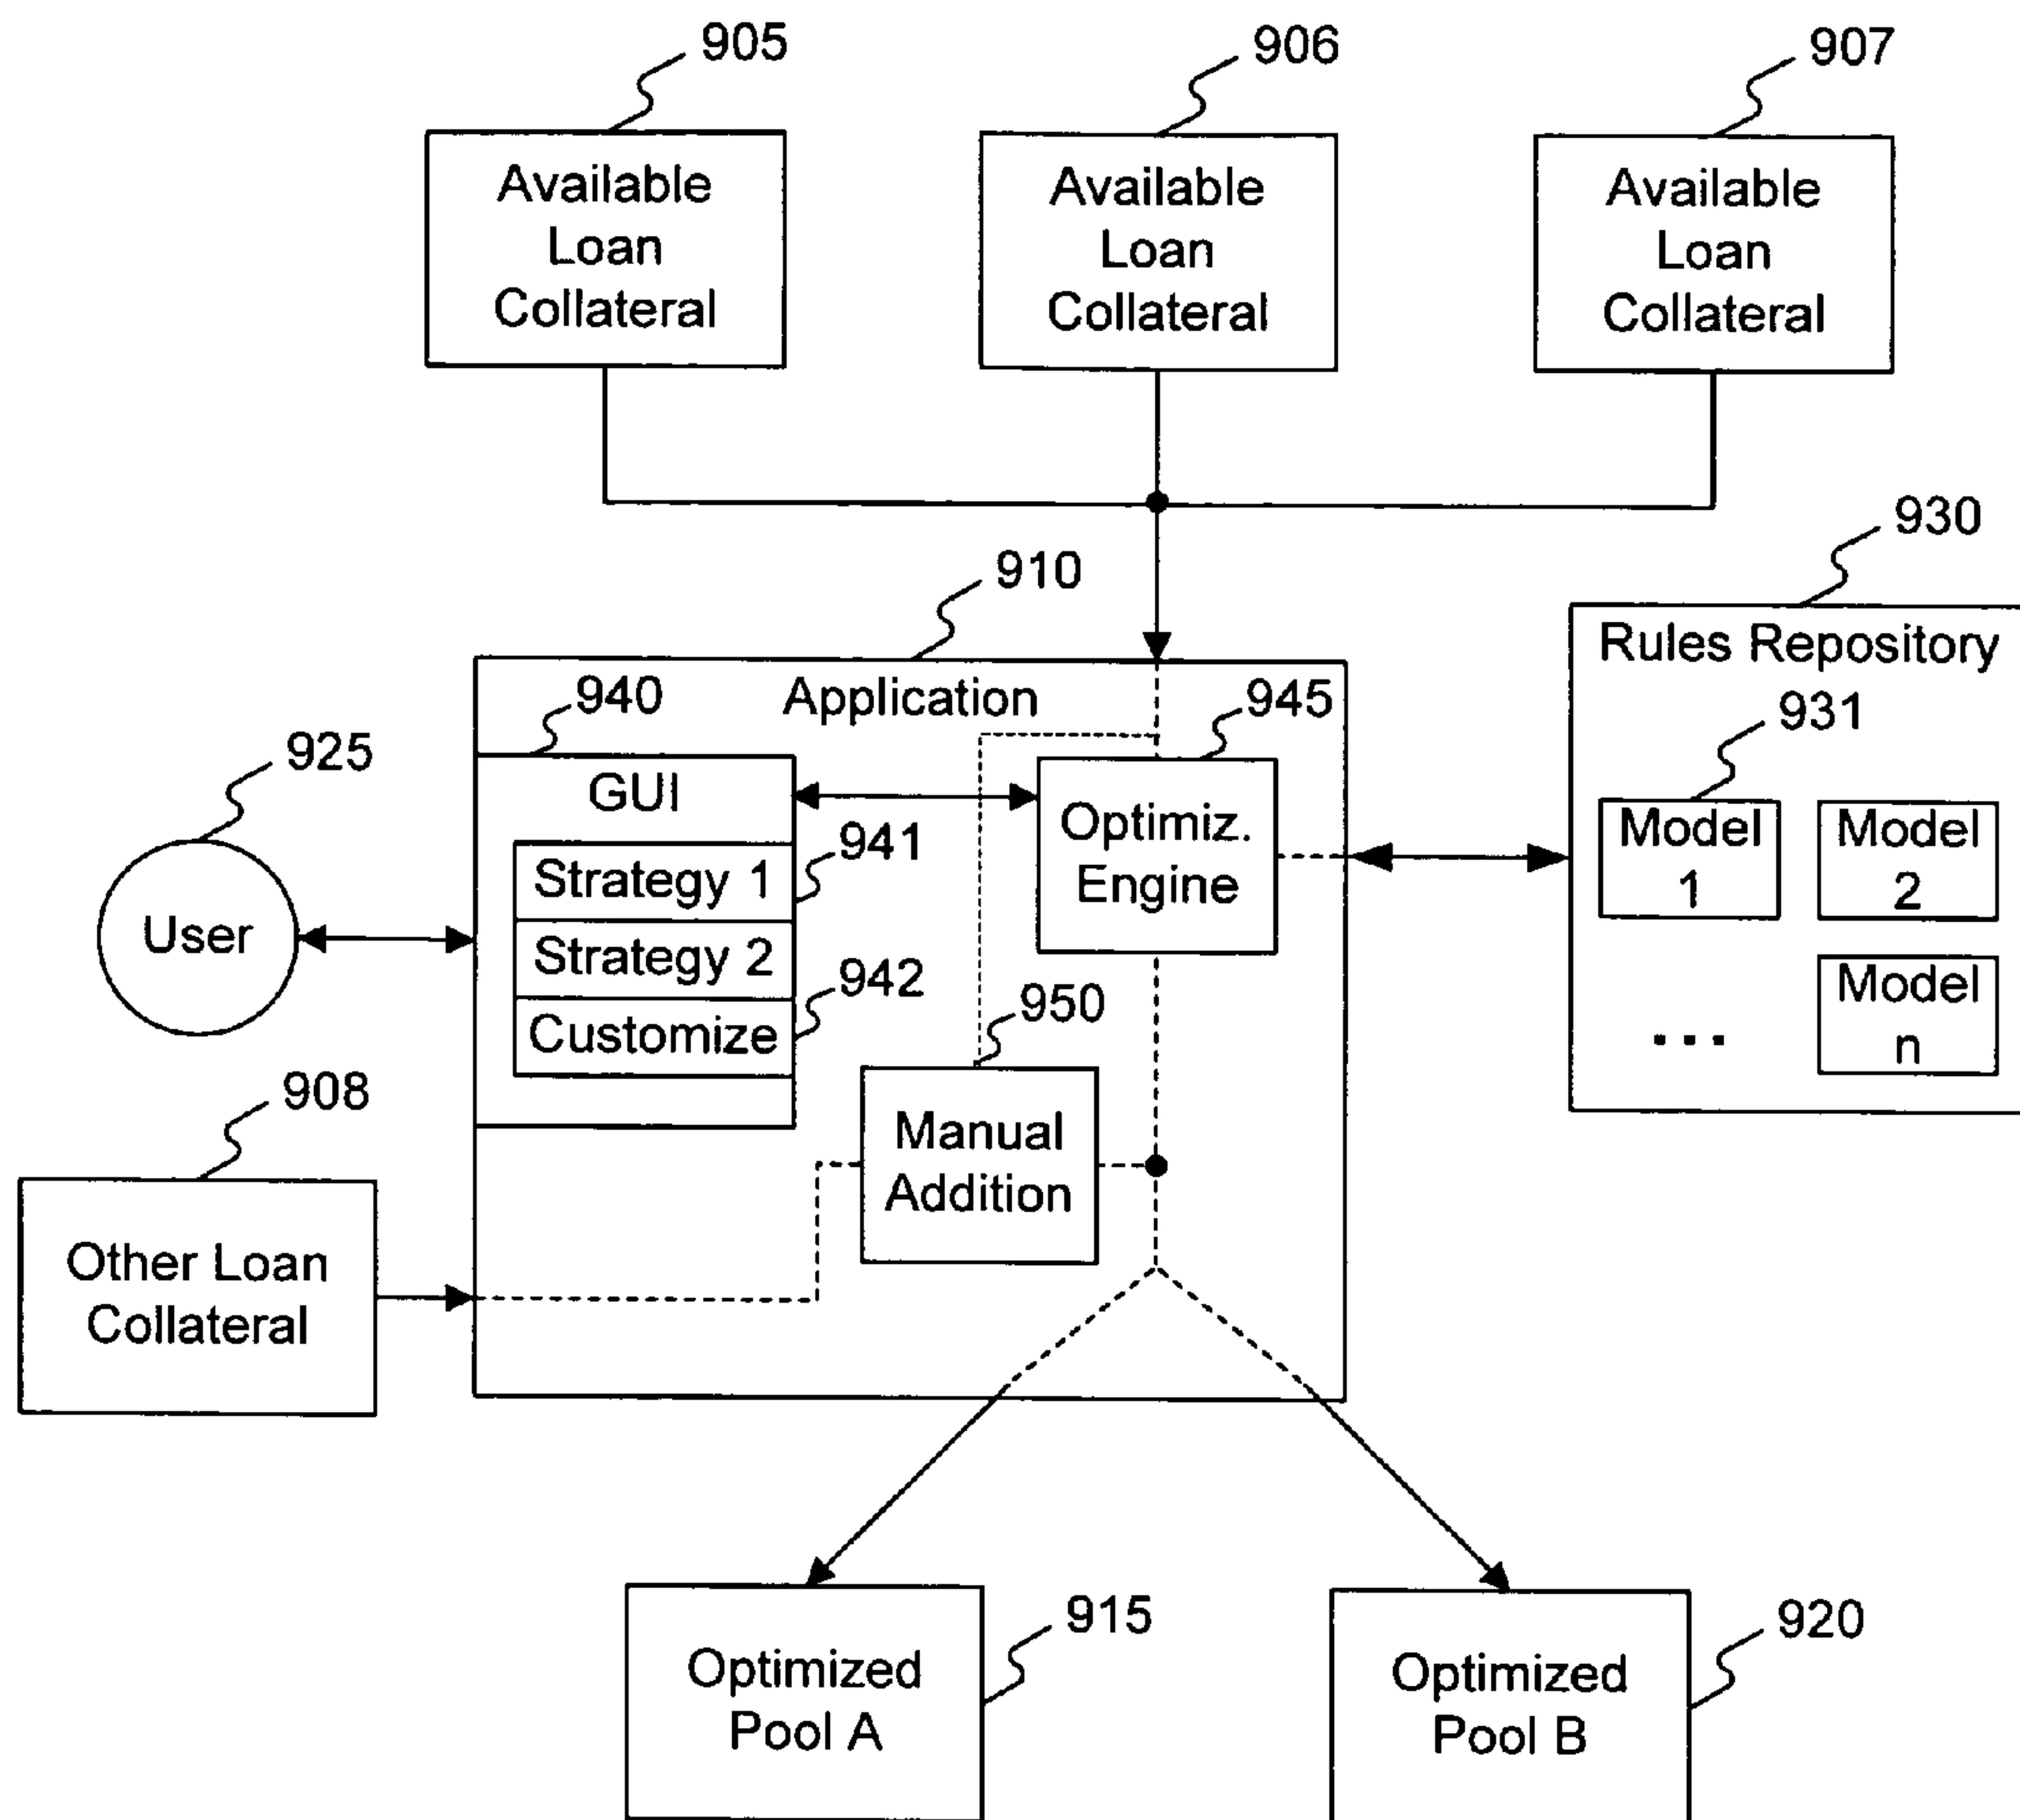 905
906
907
Available
Loan
Collateral
Available
Loan
Collateral
Available
Loan
Collateral
930
910
Rules Repository
931
Model
1
Model
2
Model
n
...
Application
940
945
GUI
Strategy 1
941
Strategy 2
Customize
942
Optimiz.
Engine
950
Manual
Addition
925
User
908
Other Loan
Collateral
915
Optimized
Pool A
920
Optimized
Pool B